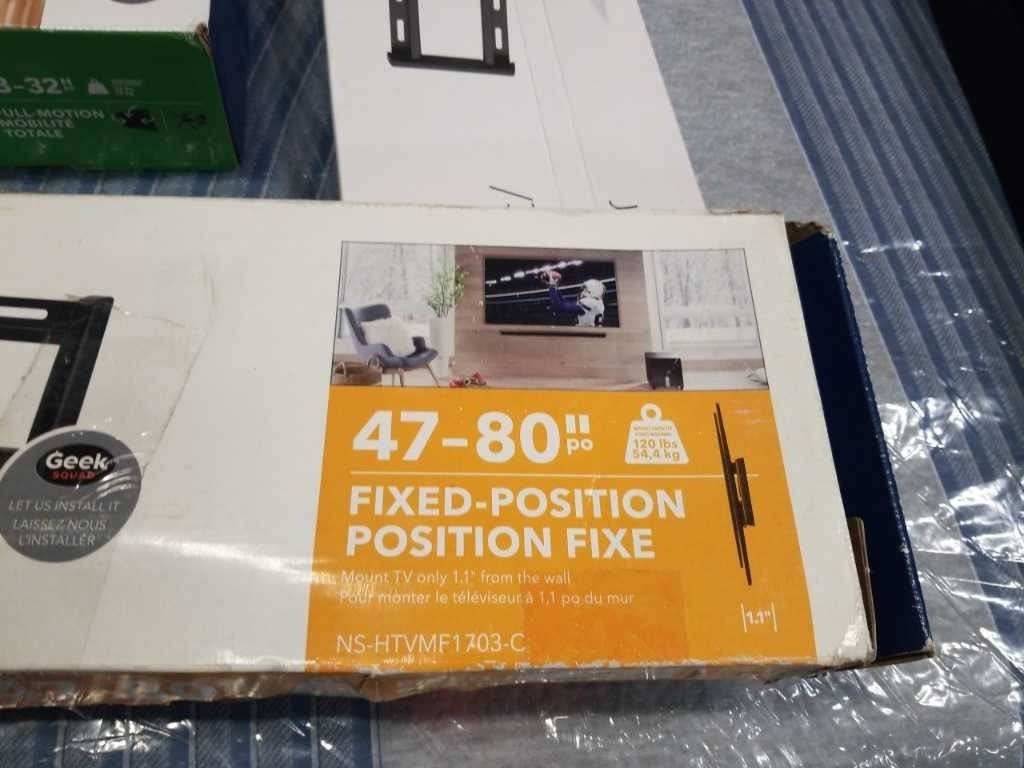 3-32"
FULL-MOTION
MOBILITÉ
TOTALE
Geek
SQUAD
LET US INSTALL IT
LAISSEZ-NOUS
L'INSTALLER
47-80" po
120 lbs
54,4 kg
FIXED-POSITION
POSITION FIXE
Mount TV only 1.1" from the wall
Pour monter le téléviseur à 1,1 po du mur
|1.1"|
NS-HTVMF1703-C